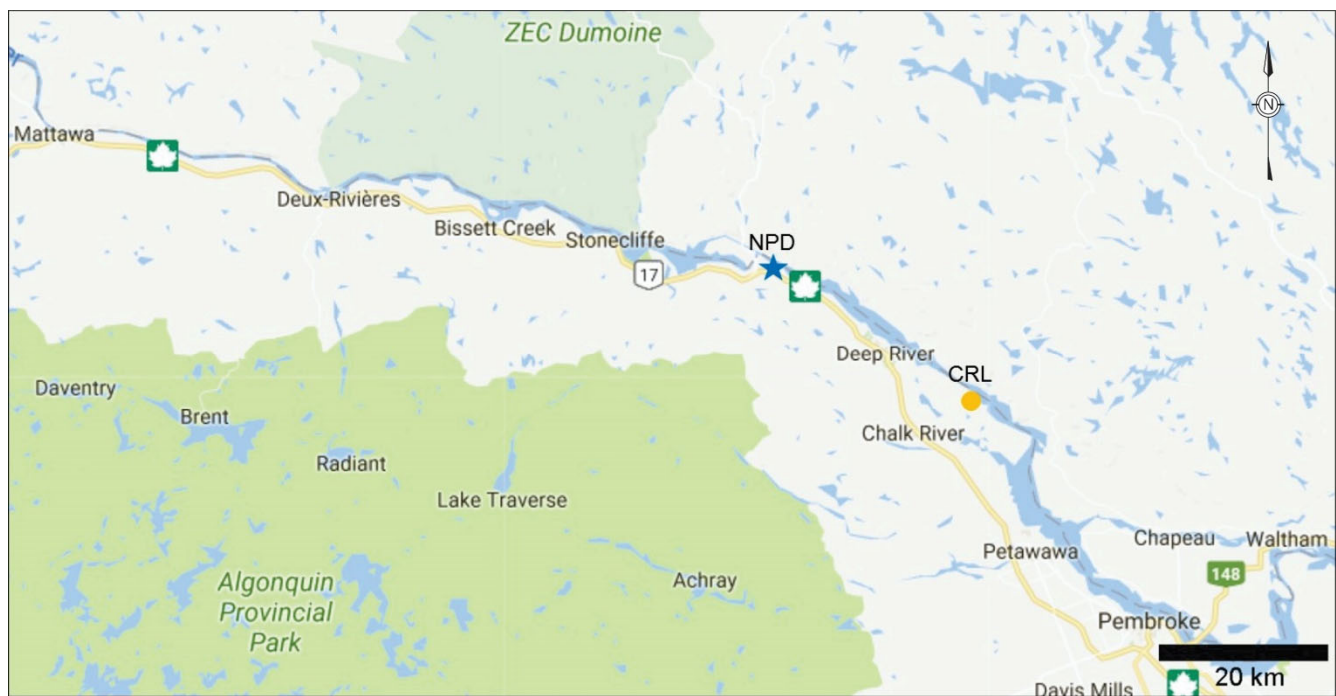 ZEC Dumoine
N
Mattawa
Deux-Rivières
Bissett Creek
Stonecliffe
NPD
17
Deep River
CRL
Daventry
Brent
Chalk River
Radiant
Lake Traverse
Petawawa
Chapeau
Waltham
148
Achray
Algonquin
Provincial
Park
Pembroke
20 km
Davis Mills